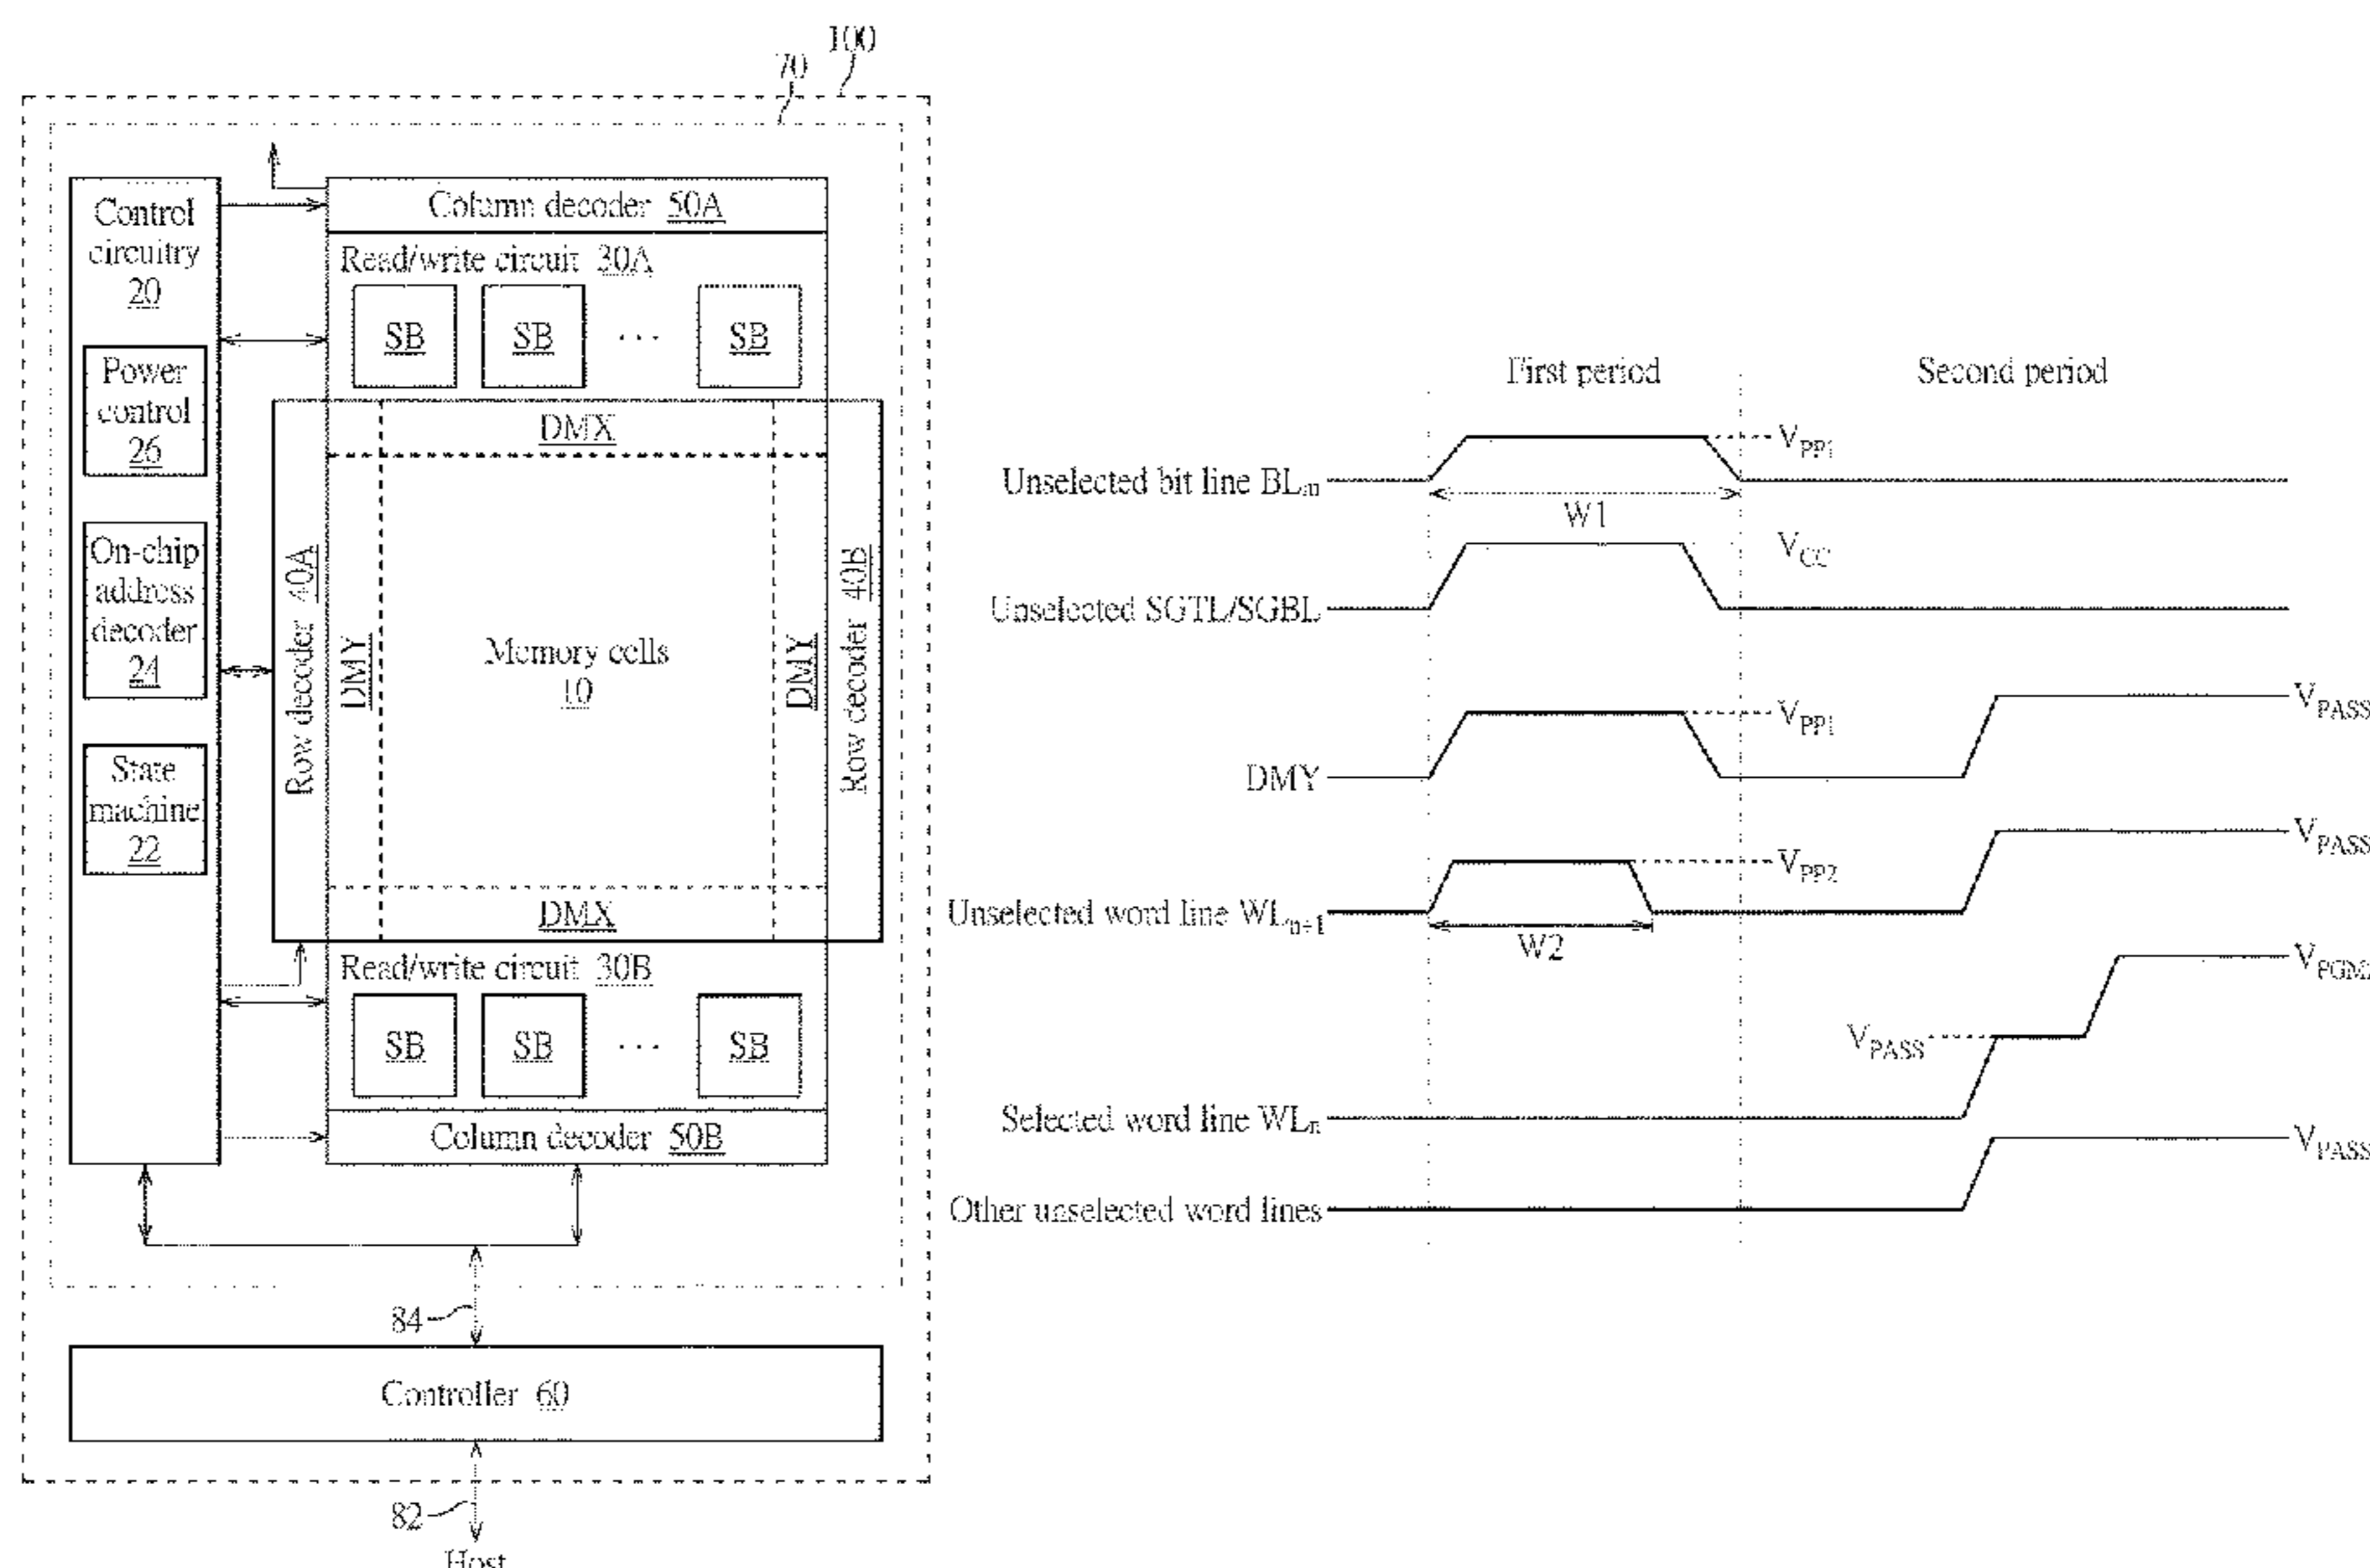 100
70
Control
circuitry
20
Power
control
26
On-chip
address
decoder
24
State
machine
22
Column decoder 50A
Read/write circuit 30A
SB SB ... SB
Row decoder 40A
DMX
DMY
Memory cells
10
DMY
Row decoder 40B
DMX
Read/write circuit 30B
SB SB ... SB
Column decoder 50B
84
Controller 60
82
Host
First period Second period
Unselected bit line BLm VPP1
W1
Unselected SGTL/SGBL VCC
DMY VPP1 VPASS
Unselected word line WLn+1 VPP2 VPASS
W2
Selected word line WLn VPASS VPGM
Other unselected word lines VPASS